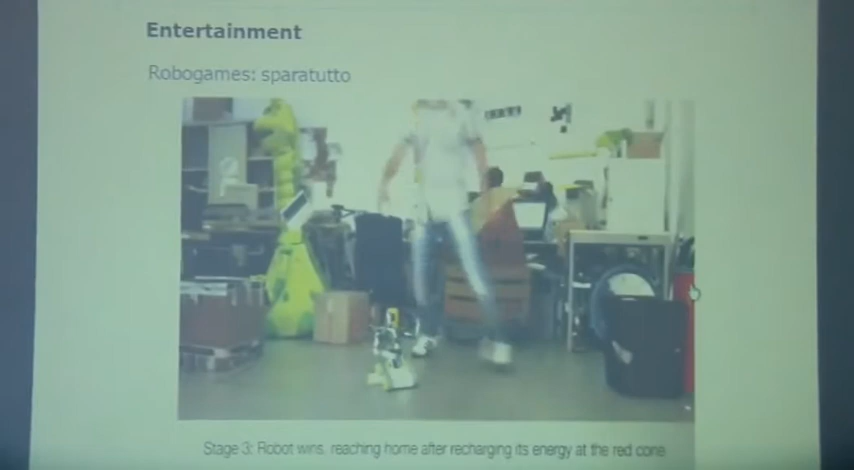 Entertainment
Robogames: sparatutto
Stage 3: Robot wins, reaching home after recharging its energy at the red cone